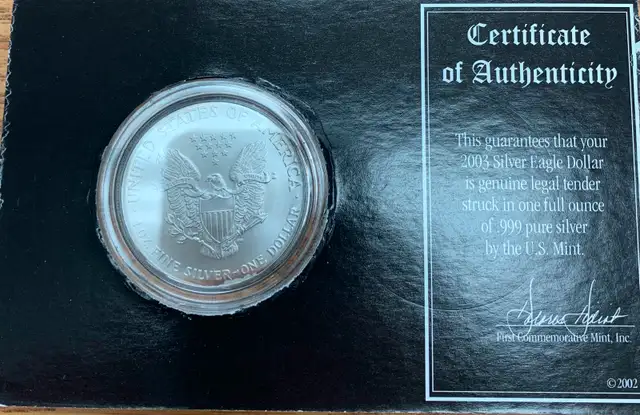 UNITED STATES OF AMERICA
FINE SILVER~ONE DOLLAR
Certificate
of Authenticity
This guarantees that your
2003 Silver Eagle Dollar
is genuine legal tender
struck in one full ounce
of .999 pure silver
by the U.S. Mint.
First Commemorative Mint, Inc.
©2002